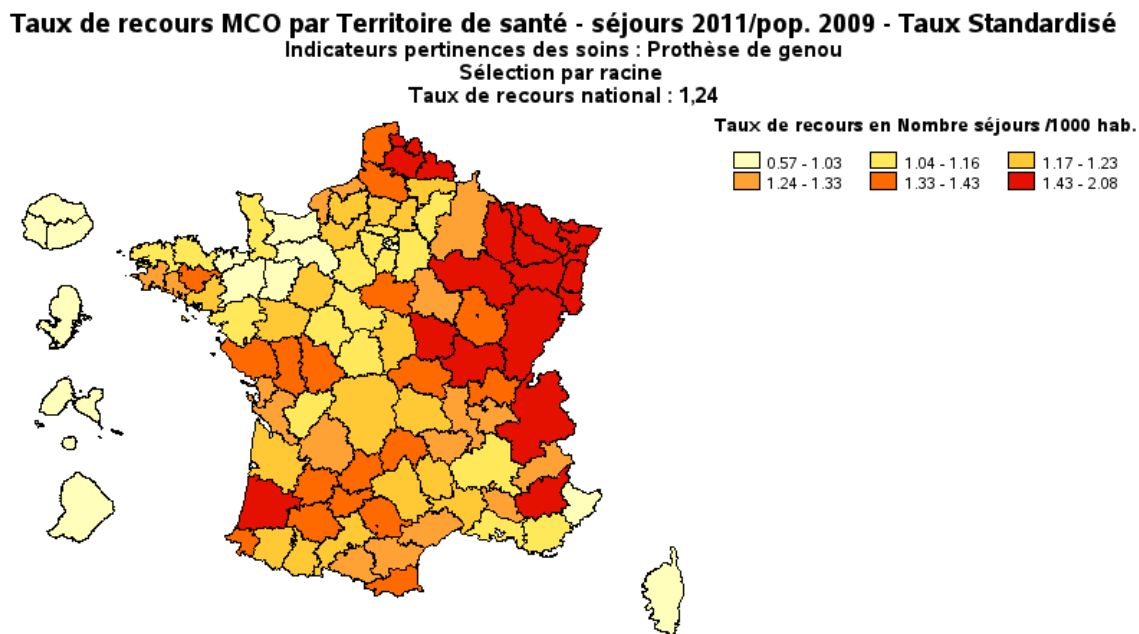 Taux de recours MCO par Territoire de santé - séjours 2011/pop. 2009 - Taux Standardisé
Indicateurs pertinences des soins : Prothèse de genou
Sélection par racine
Taux de recours national : 1,24
Taux de recours en Nombre séjours /1000 hab.
0.57 - 1.03 1.04 - 1.16 1.17 - 1.23
1.24 - 1.33 1.33 - 1.43 1.43 - 2.08